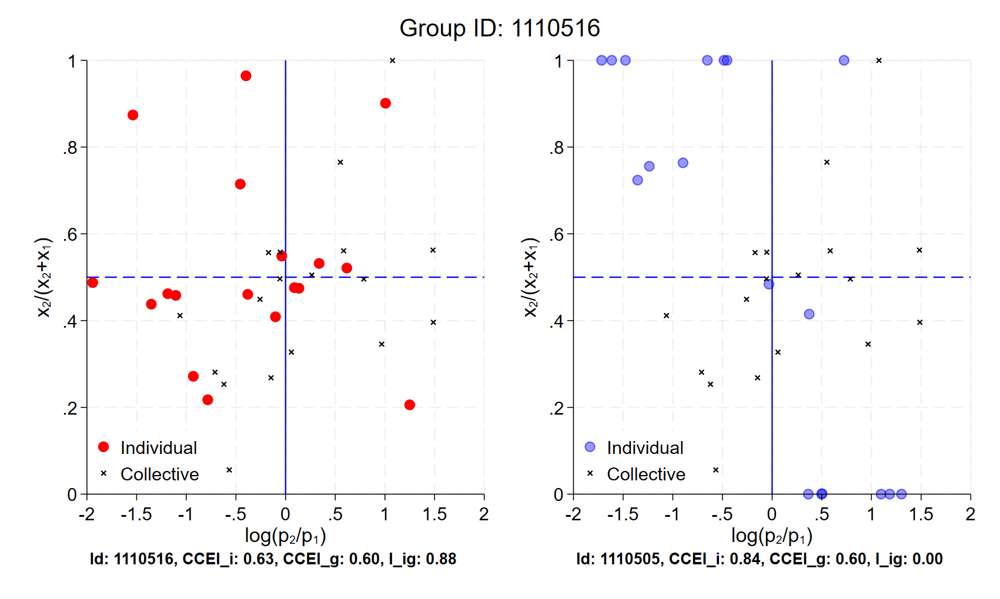 Group ID: 1110516
1
.8
.6
.4
.2
0
x₂/(x₂+x₁)
Individual
Collective
-2 -1.5 -1 -.5 0 .5 1 1.5 2
log(p₂/p₁)
Id: 1110516, CCEI_i: 0.63, CCEI_g: 0.60, I_ig: 0.88
1
.8
.6
.4
.2
0
x₂/(x₂+x₁)
Individual
Collective
-2 -1.5 -1 -.5 0 .5 1 1.5 2
log(p₂/p₁)
Id: 1110505, CCEI_i: 0.84, CCEI_g: 0.60, I_ig: 0.00